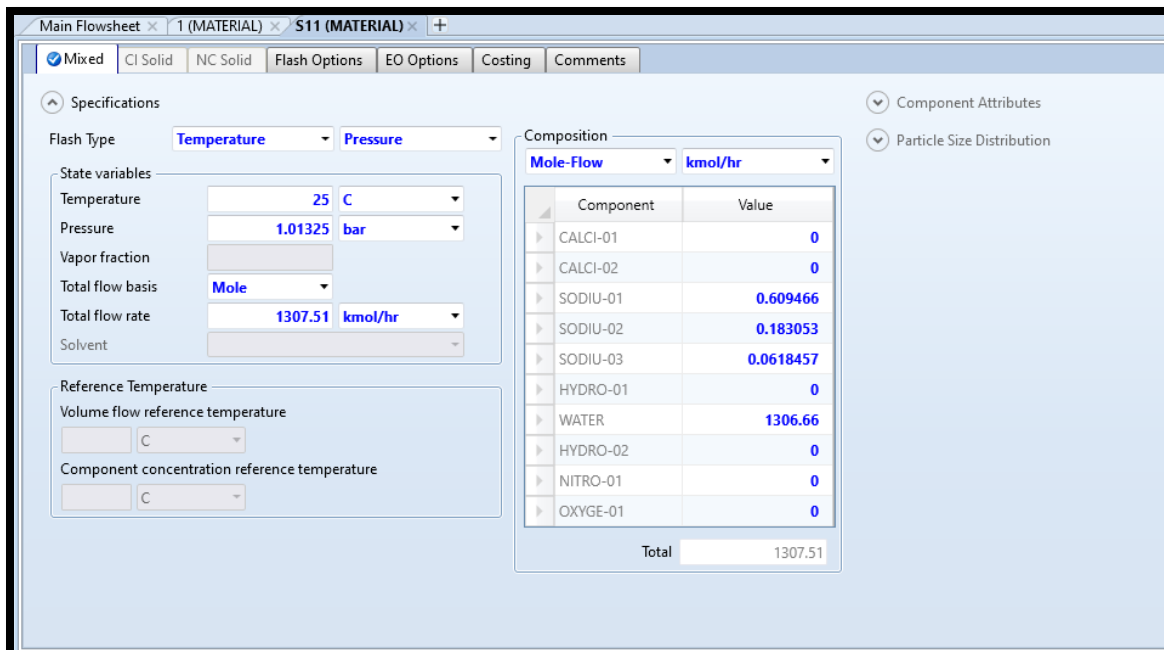 Main Flowsheet × 1 (MATERIAL) × S11 (MATERIAL) × +
Mixed CI Solid NC Solid Flash Options EO Options Costing Comments
Specifications
Flash Type Temperature Pressure
State variables
Temperature 25 C
Pressure 1.01325 bar
Vapor fraction
Total flow basis Mole
Total flow rate 1307.51 kmol/hr
Solvent
Reference Temperature
Volume flow reference temperature
C
Component concentration reference temperature
C
Composition
Mole-Flow kmol/hr
Component Value
CALCI-01 0
CALCI-02 0
SODIU-01 0.609466
SODIU-02 0.183053
SODIU-03 0.0618457
HYDRO-01 0
WATER 1306.66
HYDRO-02 0
NITRO-01 0
OXYGE-01 0
Total 1307.51
Component Attributes
Particle Size Distribution